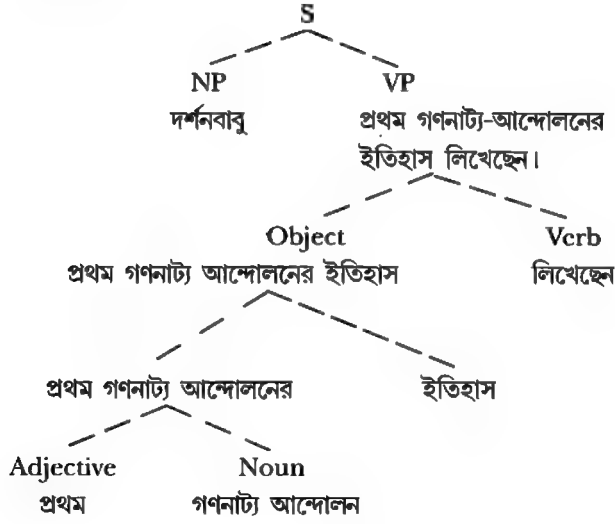 S
NP VP
দর্শনবাবু প্রথম গণনাট্য-আন্দোলনের
ইতিহাস লিখেছেন।
Object Verb
প্রথম গণনাট্য আন্দোলনের ইতিহাস লিখেছেন
প্রথম গণনাট্য আন্দোলনের ইতিহাস
Adjective Noun
প্রথম গণনাট্য আন্দোলন